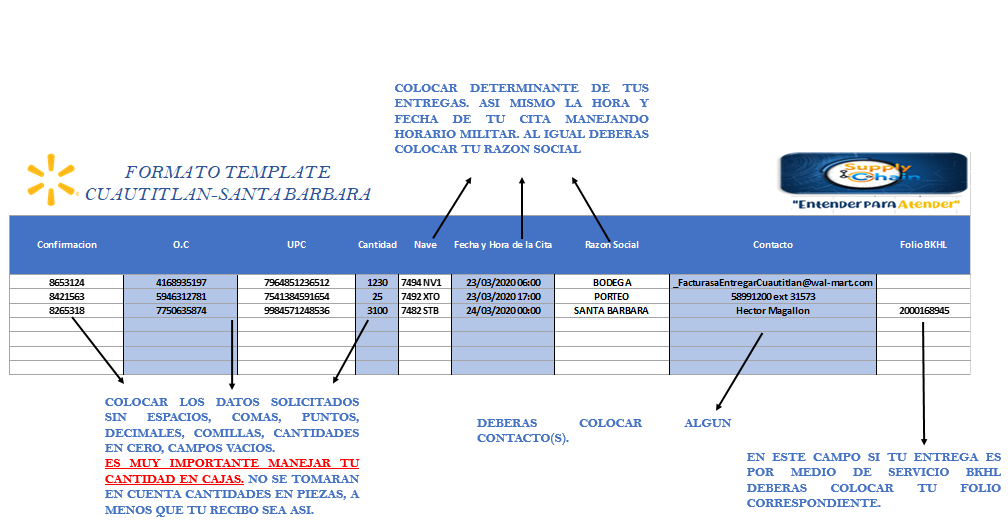 COLOCAR DETERMINANTE DE TUS
ENTREGAS. ASI MISMO LA HORA Y
FECHA DE TU CITA MANEJANDO
HORARIO MILITAR. AL IGUAL DEBERAS
COLOCAR TU RAZON SOCIAL
FORMATO TEMPLATE
CUAUTITLAN-SANTA BARBARA
Supply
Chain
"Entender PARA Atender"
Confirmacion O.C UPC Cantidad Nave Fecha y Hora de la Cita Razon Social Contacto Folio BKHL
8653124 4168935197 7964851236512 1230 7494 NV1 23/03/2020 06:00 BODEGA _FacturasaEntregarCuautitlan@wal-mart.com
8421563 5946312781 7541384591654 25 7492 XTO 23/03/2020 17:00 PORTEO 58991200 ext 31573
8265318 7750635874 9984571248536 3100 7482 STB 24/03/2020 00:00 SANTA BARBARA Hector Magallon 2000168945
COLOCAR LOS DATOS SOLICITADOS
SIN ESPACIOS, COMAS, PUNTOS,
DECIMALES, COMILLAS, CANTIDADES
EN CERO, CAMPOS VACIOS.
ES MUY IMPORTANTE MANEJAR TU
CANTIDAD EN CAJAS. NO SE TOMARAN
EN CUENTA CANTIDADES EN PIEZAS, A
MENOS QUE TU RECIBO SEA ASI.
DEBERAS COLOCAR ALGUN
CONTACTO(S).
EN ESTE CAMPO SI TU ENTREGA ES
POR MEDIO DE SERVICIO BKHL
DEBERAS COLOCAR TU FOLIO
CORRESPONDIENTE.